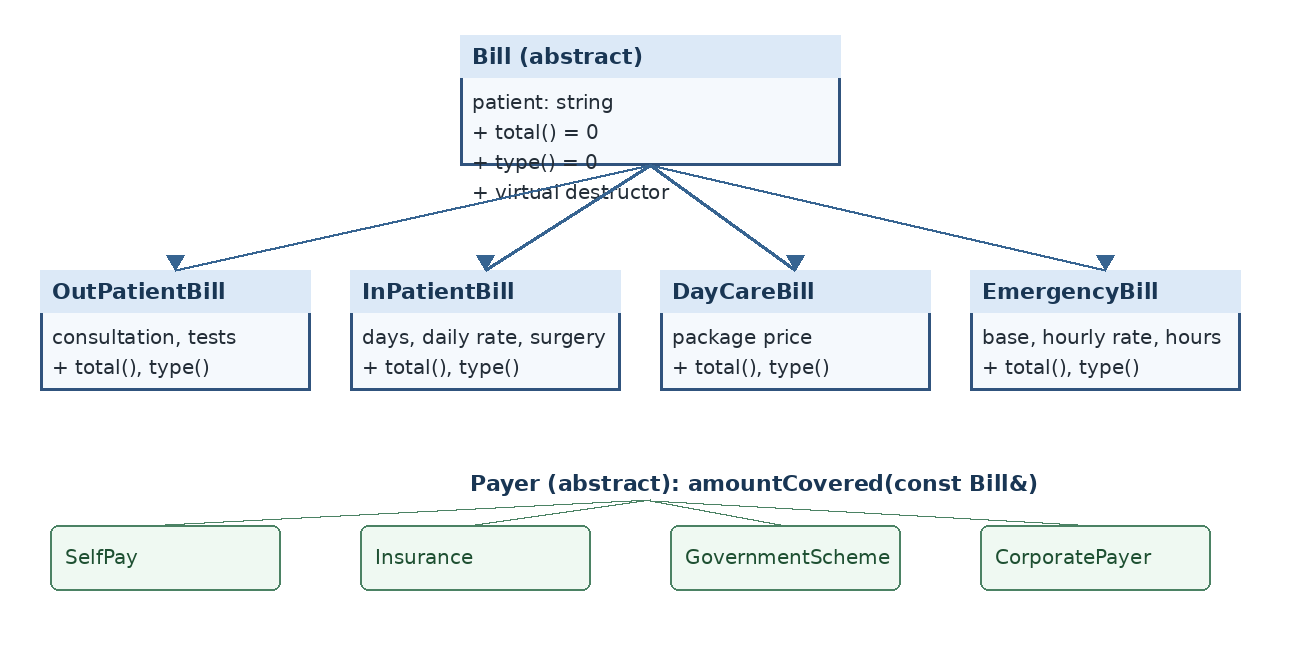 Bill (abstract)
patient: string
+ total() = 0
+ type() = 0
+ virtual destructor
OutPatientBill
consultation, tests
+ total(), type()
InPatientBill
days, daily rate, surgery
+ total(), type()
DayCareBill
package price
+ total(), type()
EmergencyBill
base, hourly rate, hours
+ total(), type()
Payer (abstract): amountCovered(const Bill&)
SelfPay
Insurance
GovernmentScheme
CorporatePayer